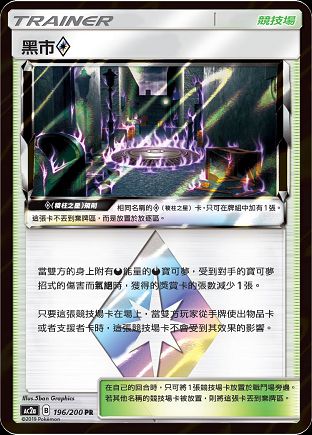 TRAINER 競技場
黑市◇
◇(稜柱之星)規則
相同名稱的◇(稜柱之星)卡,只可在牌組中加有1張。
這張卡不丟到棄牌區,而是放置於放逐區。
當雙方的身上附有惡能量的惡寶可夢,受到對手的寶可夢
招式的傷害而氣絕時,獲得的獎賞卡的張數減少1張。
只要這張競技場卡在場上,當雙方玩家從手牌使出物品卡
或者支援者卡時,這張競技場不會受到其效果的影響。
Illus.5ban Graphics
在自己的回合時,只可將1張競技場卡放置於戰鬥場旁邊。
若其他名稱的競技場卡被放置,則將這張卡丟棄。
AC2a B 196/200 PR
©2019 Pokémon